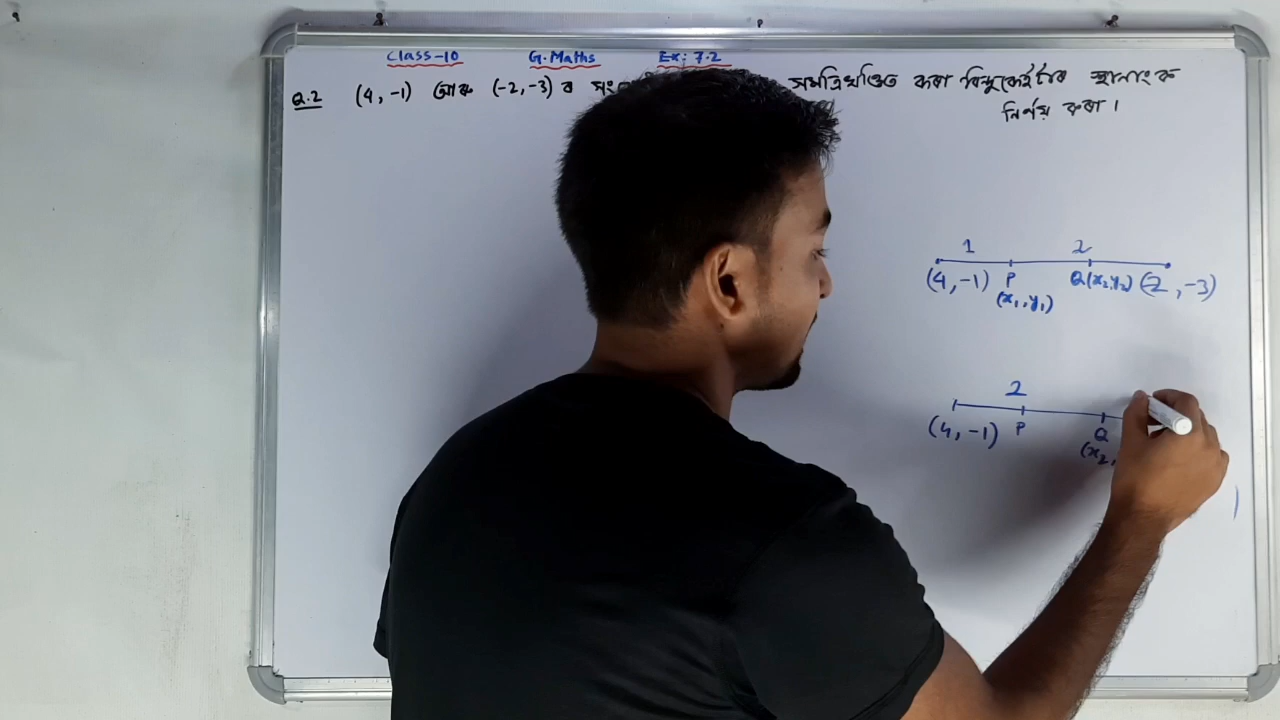 Class-10 G.Maths Ex: 7.2
Q.2 (4, -1) আৰু (-2, -3) ৰ সমত্ৰিখণ্ডিত কৰা বিন্দুকেইটাৰ স্থানাংক
নিৰ্ণয় কৰা।
1 2
(4, -1) P Q(x₂,y₂) (-2, -3)
(x₁, y₁)
2
(4, -1) P Q
(x₂,